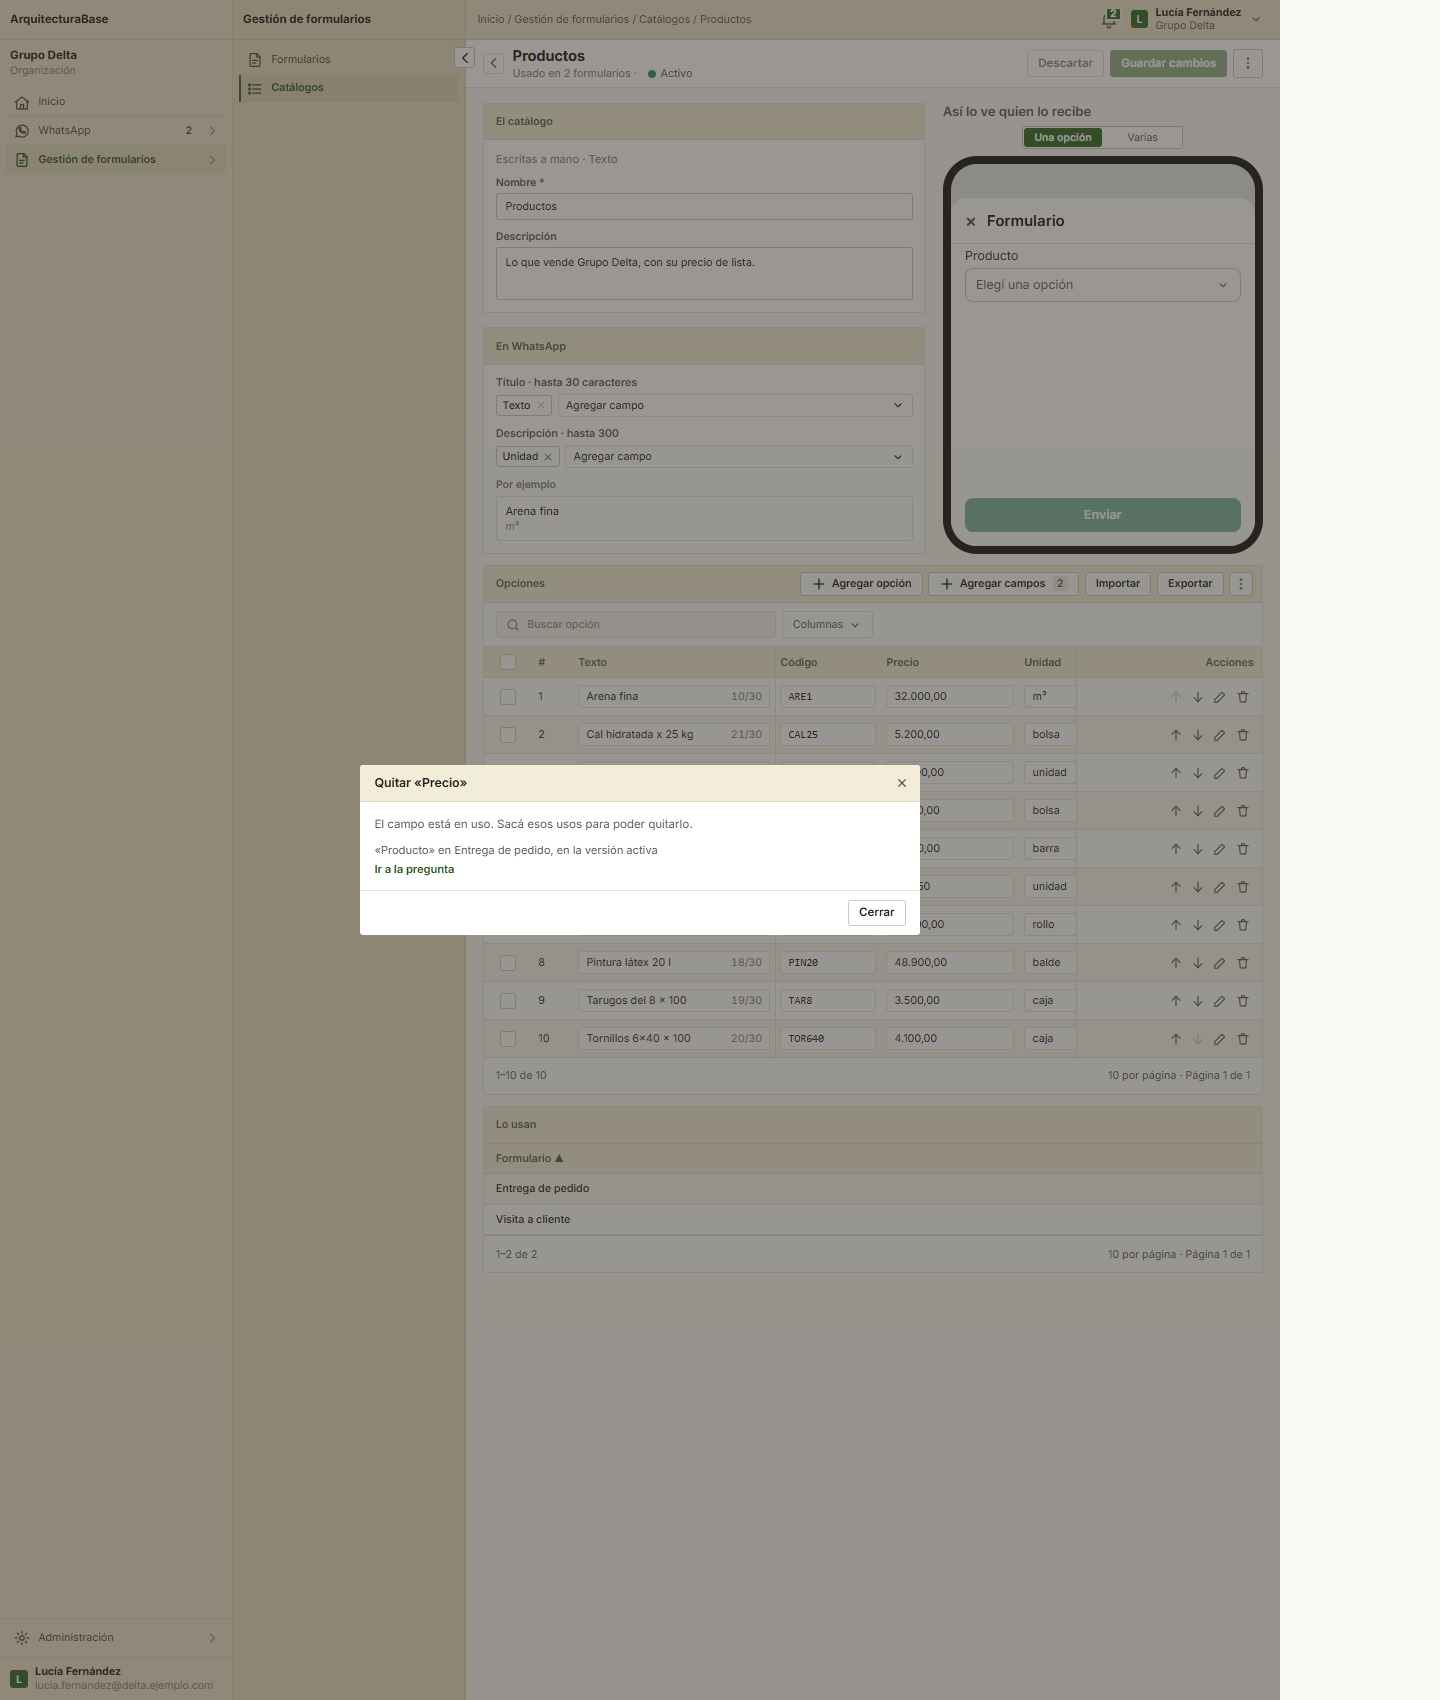 ArquitecturaBase
Grupo Delta
Organización
Inicio
WhatsApp 2
Gestión de formularios
Administración
L Lucía Fernández
lucia.fernandez@delta.ejemplo.com
Gestión de formularios
Formularios
Catálogos
Inicio / Gestión de formularios / Catálogos / Productos
2
L Lucía Fernández
Grupo Delta
Productos
Usado en 2 formularios · Activo
Descartar Guardar cambios
El catálogo
Escritas a mano · Texto
Nombre *
Productos
Descripción
Lo que vende Grupo Delta, con su precio de lista.
En WhatsApp
Título · hasta 30 caracteres
Texto Agregar campo
Descripción · hasta 300
Unidad Agregar campo
Por ejemplo
Arena fina
m³
Así lo ve quien lo recibe
Una opción Varias
Formulario
Producto
Elegí una opción
Enviar
Opciones Agregar opción Agregar campos 2 Importar Exportar
Buscar opción Columnas
# Texto Código Precio Unidad Acciones
1 Arena fina 10/30 ARE1 32.000,00 m³
2 Cal hidratada x 25 kg 21/30 CAL25 5.200,00 bolsa
unidad
bolsa
barra
unidad
rollo
Quitar «Precio»
El campo está en uso. Sacá esos usos para poder quitarlo.
«Producto» en Entrega de pedido, en la versión activa
Ir a la pregunta
Cerrar
8 Pintura látex 20 l 18/30 PIN20 48.900,00 balde
9 Tarugos del 8 × 100 19/30 TAR8 3.500,00 caja
10 Tornillos 6×40 × 100 20/30 TOR640 4.100,00 caja
1–10 de 10 10 por página · Página 1 de 1
Lo usan
Formulario ▲
Entrega de pedido
Visita a cliente
1–2 de 2 10 por página · Página 1 de 1